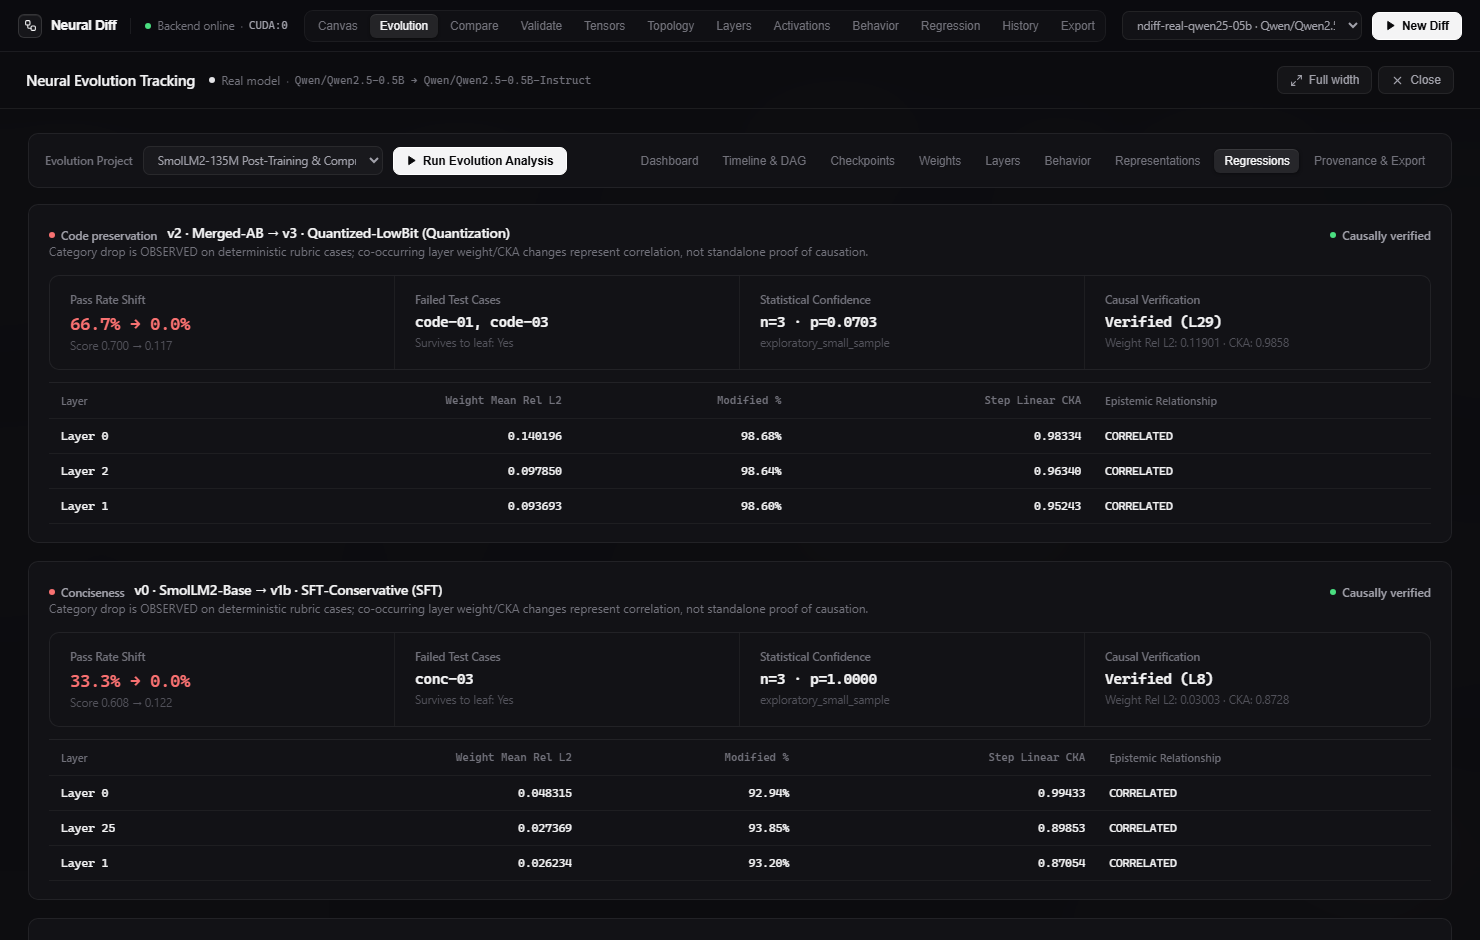 Neural Diff
Backend online · CUDA:0
Canvas Evolution Compare Validate Tensors Topology Layers Activations Behavior Regression History Export
ndiff-real-qwen25-05b · Qwen/Qwen2.
New Diff
Neural Evolution Tracking
Real model · Qwen/Qwen2.5-0.5B → Qwen/Qwen2.5-0.5B-Instruct
Full width
Close
Evolution Project
SmolLM2-135M Post-Training & Compr
Run Evolution Analysis
Dashboard Timeline & DAG Checkpoints Weights Layers Behavior Representations Regressions Provenance & Export
Code preservation v2 · Merged-AB → v3 · Quantized-LowBit (Quantization)
Causally verified
Category drop is OBSERVED on deterministic rubric cases; co-occurring layer weight/CKA changes represent correlation, not standalone proof of causation.
Pass Rate Shift
66.7% → 0.0%
Score 0.700 → 0.117
Failed Test Cases
code-01, code-03
Survives to leaf: Yes
Statistical Confidence
n=3 · p=0.0703
exploratory_small_sample
Causal Verification
Verified (L29)
Weight Rel L2: 0.11901 · CKA: 0.9858
Layer Weight Mean Rel L2 Modified % Step Linear CKA Epistemic Relationship
Layer 0 0.140196 98.68% 0.98334 CORRELATED
Layer 2 0.097850 98.64% 0.96340 CORRELATED
Layer 1 0.093693 98.60% 0.95243 CORRELATED
Conciseness v0 · SmolLM2-Base → v1b · SFT-Conservative (SFT)
Causally verified
Category drop is OBSERVED on deterministic rubric cases; co-occurring layer weight/CKA changes represent correlation, not standalone proof of causation.
Pass Rate Shift
33.3% → 0.0%
Score 0.608 → 0.122
Failed Test Cases
conc-03
Survives to leaf: Yes
Statistical Confidence
n=3 · p=1.0000
exploratory_small_sample
Causal Verification
Verified (L8)
Weight Rel L2: 0.03003 · CKA: 0.8728
Layer Weight Mean Rel L2 Modified % Step Linear CKA Epistemic Relationship
Layer 0 0.048315 92.94% 0.99433 CORRELATED
Layer 25 0.027369 93.85% 0.89853 CORRELATED
Layer 1 0.026234 93.20% 0.87054 CORRELATED